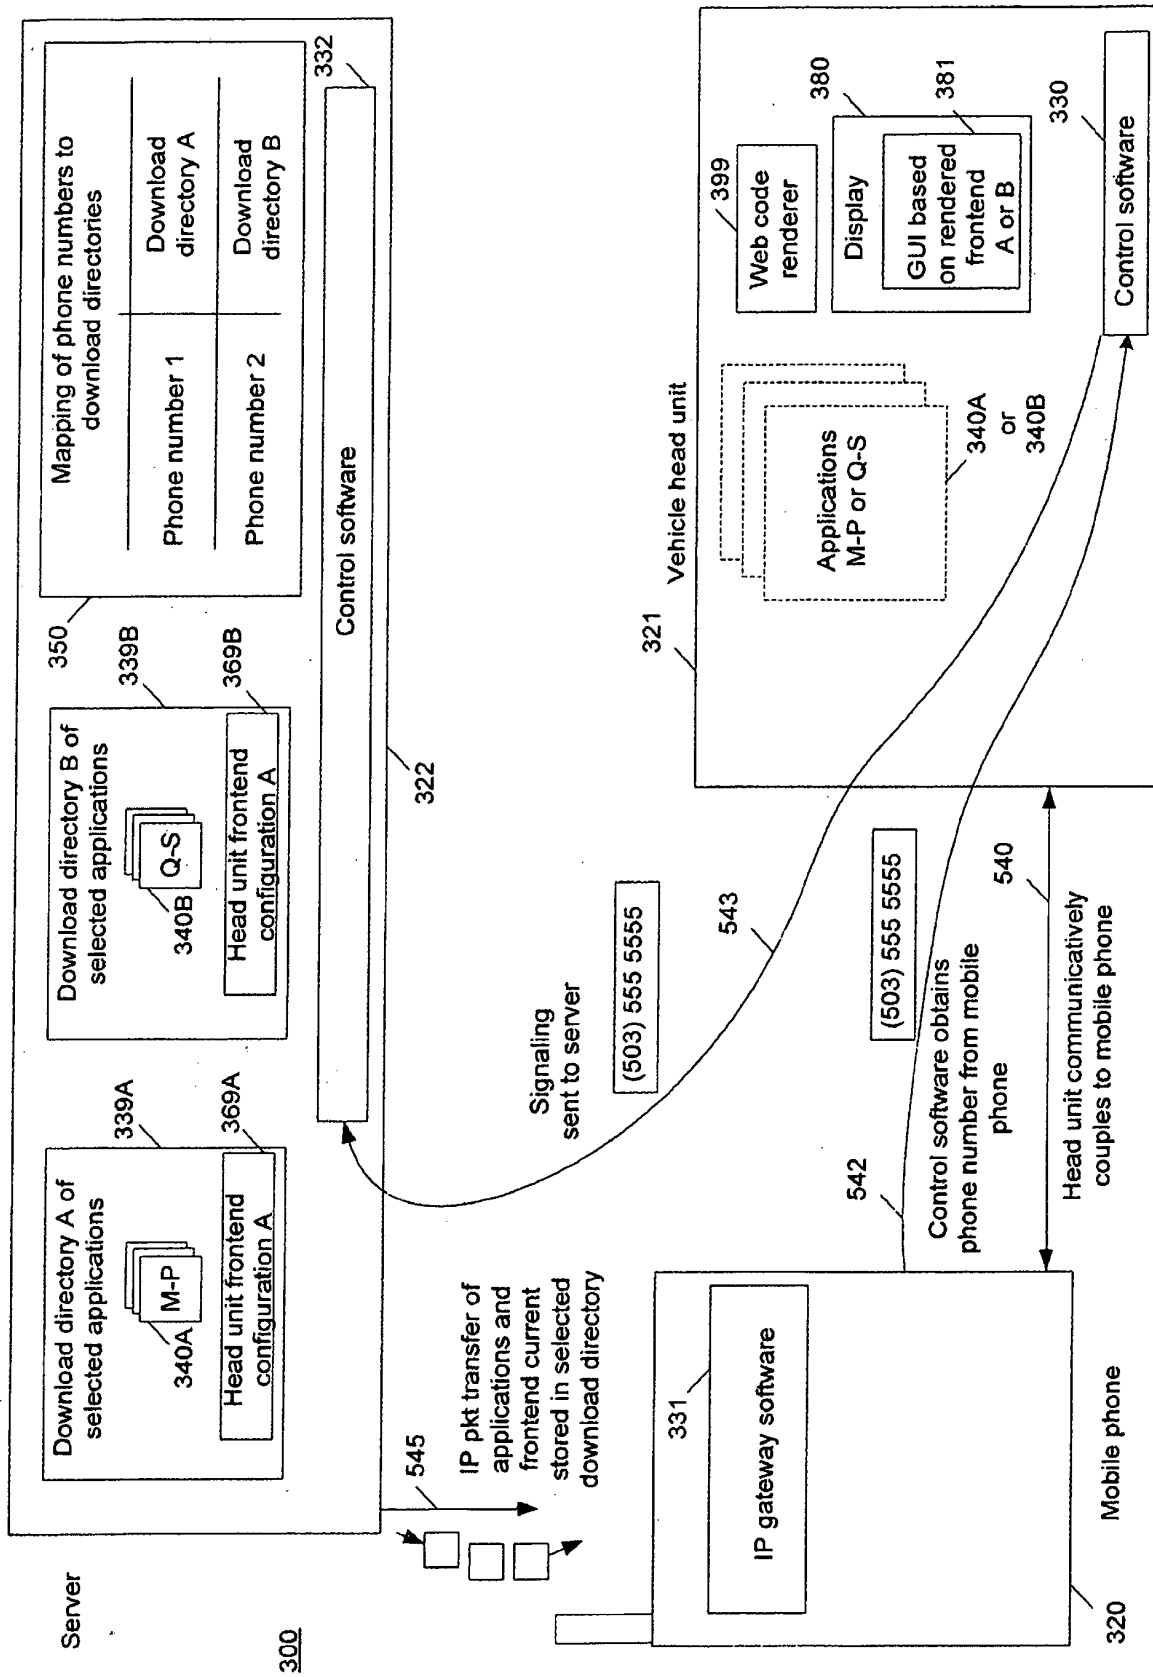 Server
300
Download directory A of
selected applications
M-P
340A
Head unit frontend
configuration A
339A
369A
Download directory B of
selected applications
Q-S
340B
Head unit frontend
configuration A
339B
369B
350
Mapping of phone numbers to
download directories
Phone number 1
Download
directory A
Phone number 2
Download
directory B
Control software
332
322
545
IP pkt transfer of
applications and
frontend current
stored in selected
download directory
Signaling
sent to server
(503) 555 5555
543
542
Control software obtains
phone number from mobile
phone
(503) 555 5555
540
Head unit communicatively
couples to mobile phone
331
IP gateway software
Mobile phone
320
321
Vehicle head unit
Applications
M-P or Q-S
340A
or
340B
399
Web code
renderer
380
Display
381
GUI based
on rendered
frontend
A or B
330
Control software